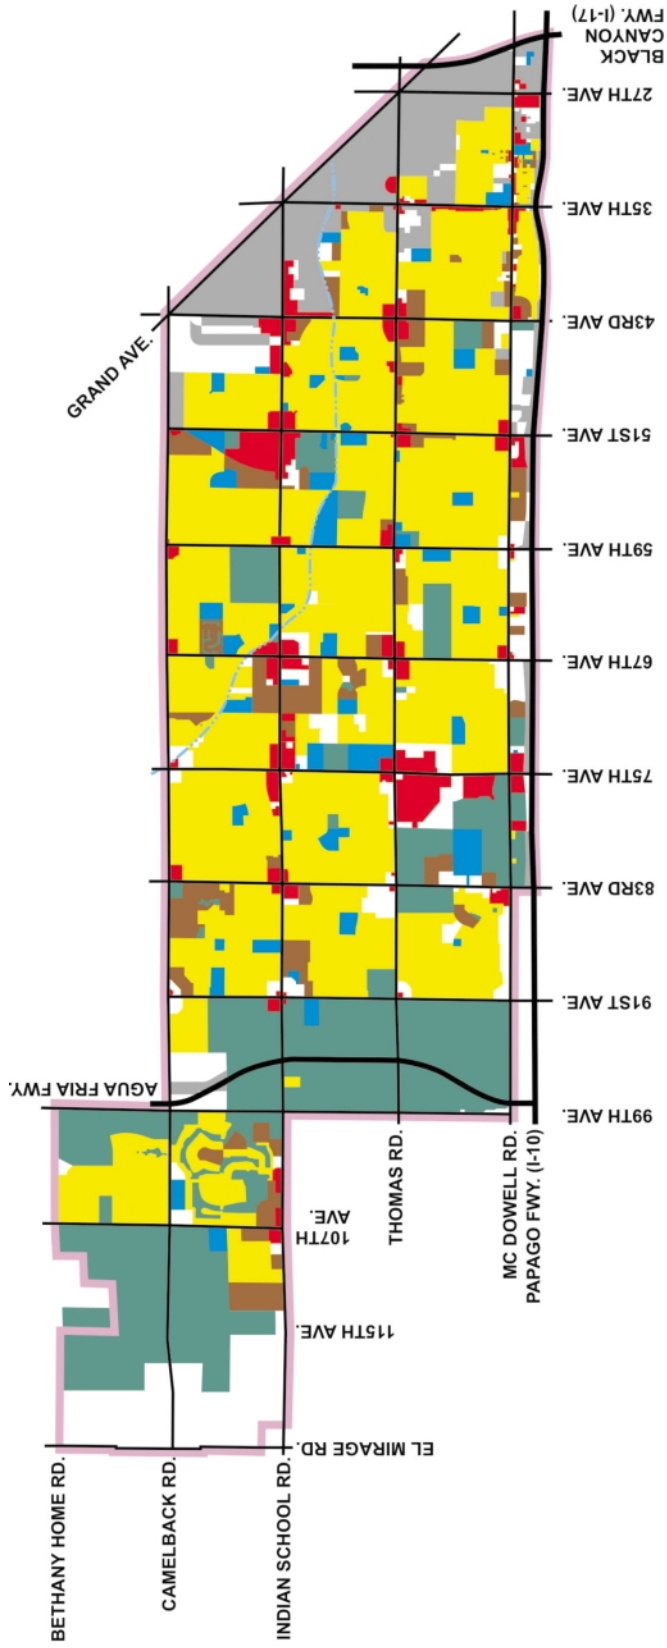 BLACK
CANYON
FWY. (I-17)
27TH AVE.
35TH AVE.
43RD AVE.
GRAND AVE.
51ST AVE.
59TH AVE.
67TH AVE.
75TH AVE.
83RD AVE.
91ST AVE.
AGUA FRIA FWY.
99TH AVE.
107TH
AVE.
THOMAS RD.
MC DOWELL RD.
PAPAGO FWY. (I-10)
115TH AVE.
EL MIRAGE RD.
BETHANY HOME RD.
CAMELBACK RD.
INDIAN SCHOOL RD.